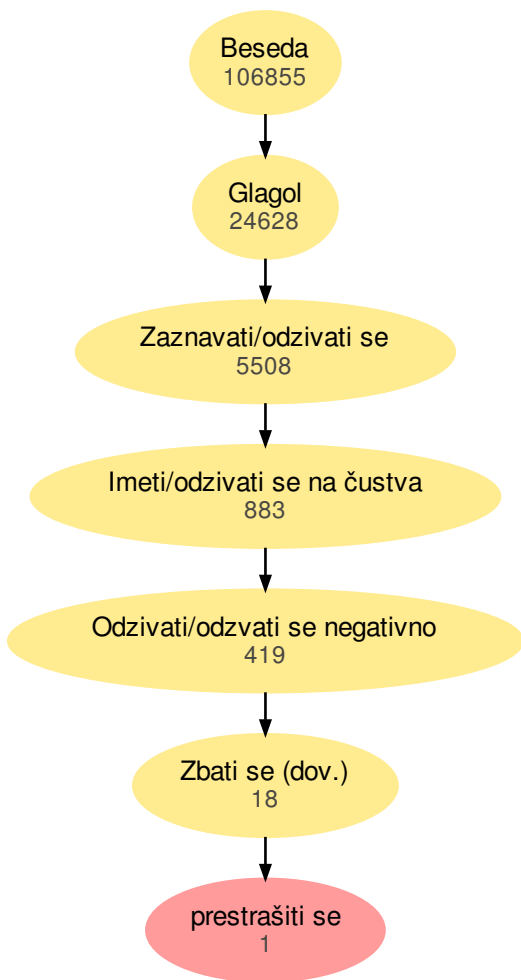 Beseda
106855
Glagol
24628
Zaznavati/odzivati se
5508
Imeti/odzivati se na čustva
883
Odzivati/odzvati se negativno
419
Zbati se (dov.)
18
prestrašiti se
1